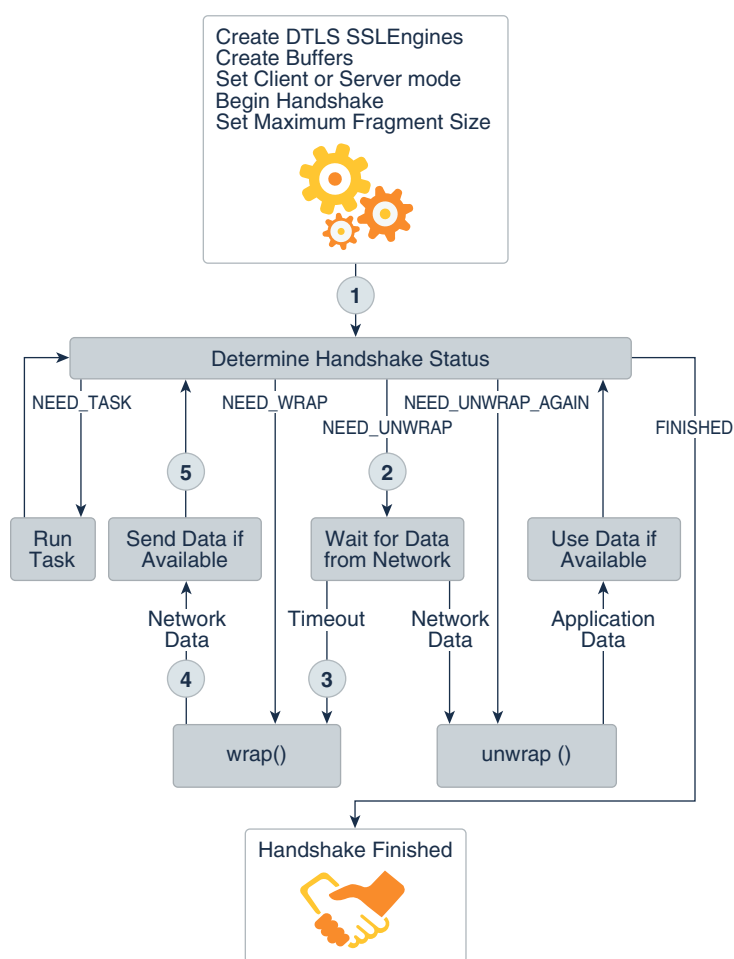 Create DTLS SSLEngines
Create Buffers
Set Client or Server mode
Begin Handshake
Set Maximum Fragment Size
1
Determine Handshake Status
NEED_TASK
NEED_WRAP
NEED_UNWRAP
NEED_UNWRAP_AGAIN
FINISHED
5
2
Run
Task
Send Data if
Available
Wait for Data
from Network
Use Data if
Available
Network
Data
Timeout
Network
Data
Application
Data
4
3
wrap()
unwrap ()
Handshake Finished